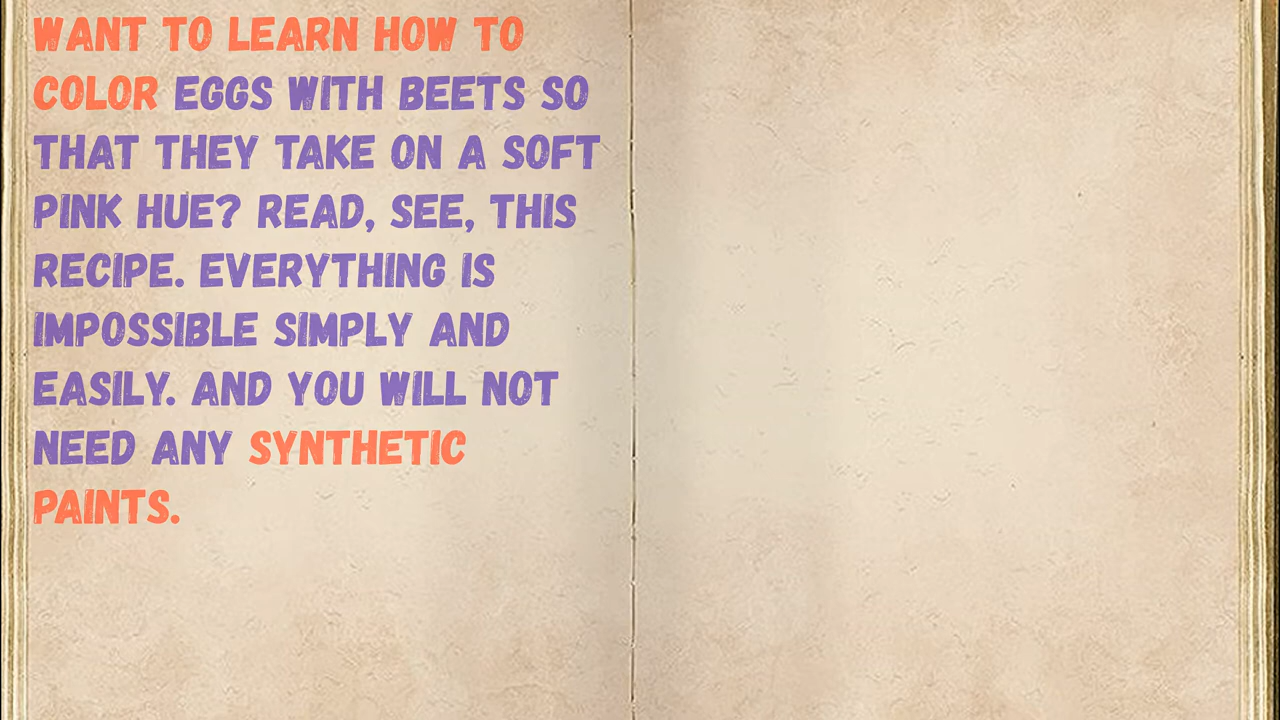 WANT TO LEARN HOW TO
COLOR EGGS WITH BEETS SO
THAT THEY TAKE ON A SOFT
PINK HUE? READ, SEE, THIS
RECIPE. EVERYTHING IS
IMPOSSIBLE SIMPLY AND
EASILY. AND YOU WILL NOT
NEED ANY SYNTHETIC
PAINTS.